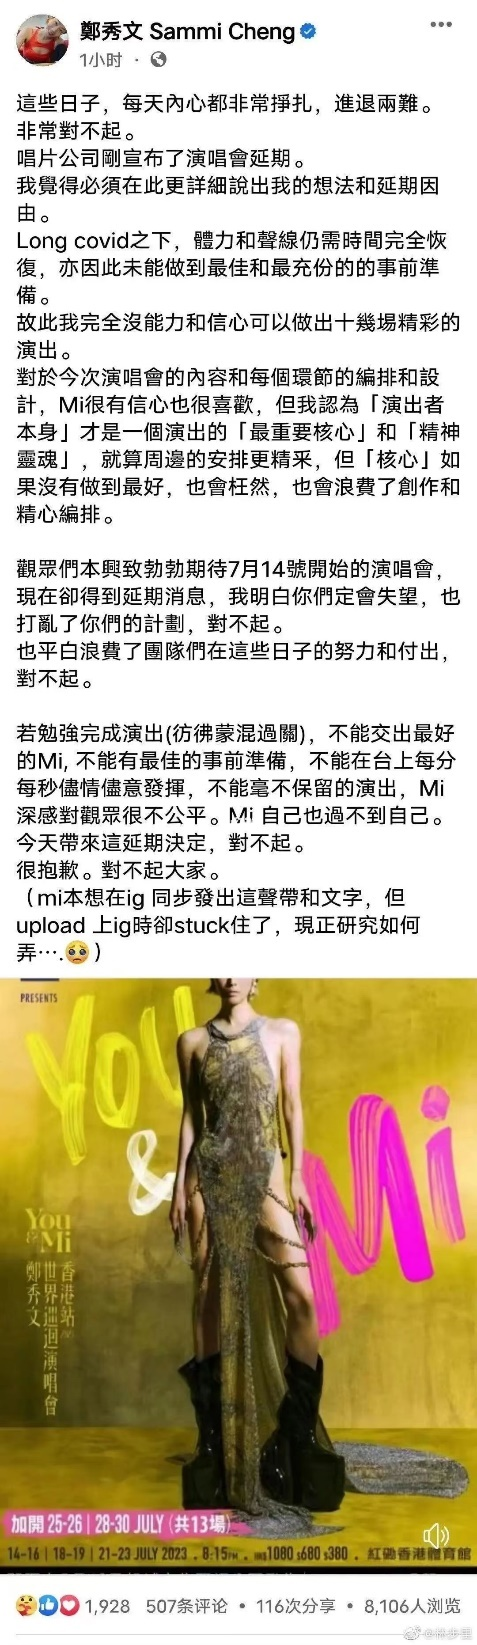 鄭秀文 Sammi Cheng
1小时 ·
這些日子，每天內心都非常掙扎，進退兩難。
非常對不起。
唱片公司剛宣布了演唱會延期。
我覺得必須在此更詳細說出我的想法和延期因
由。
Long covid之下，體力和聲線仍需時間完全恢
復，亦因此未能做到最佳和最充份的的事前準
備。
故此我完全沒能力和信心可以做出十幾場精彩的
演出。
對於今次演唱會的內容和每個環節的編排和設
計，Mi很有信心也很喜歡，但我認為「演出者
本身」才是一個演出的「最重要核心」和「精神
靈魂」，就算周邊的安排更精采，但「核心」如
果沒有做到最好，也會枉然，也會浪費了創作和
精心編排。
觀眾們本興致勃勃期待7月14號開始的演唱會，
現在卻得到延期消息，我明白你們定會失望，也
打亂了你們的計劃，對不起。
也平白浪費了團隊們在這些日子的努力和付出，
對不起。
若勉強完成演出(彷彿蒙混過關)，不能交出最好
的Mi, 不能有最佳的事前準備，不能在台上每分
每秒儘情儘意發揮，不能毫不保留的演出，Mi
深感對觀眾很不公平。Mi 自己也過不到自己。
今天帶來這延期決定，對不起。
很抱歉。對不起大家。
（mi本想在ig 同步發出這聲帶和文字，但
upload 上ig時卻stuck住了，現正研究如何
弄⋯.🥺）
PRESENTS
You
&
Mi
You
& Mi
鄭秀文
世界巡迴演唱會
香港站
加開 25-26 | 28-30 JULY (共13場)
14-16 | 18-19 | 21-23 JULY 2023 . 8:15PM . HK$1080 $680 $380 . 紅磡香港體育館
1,928 507条评论 · 116次分享 · 8,106人浏览